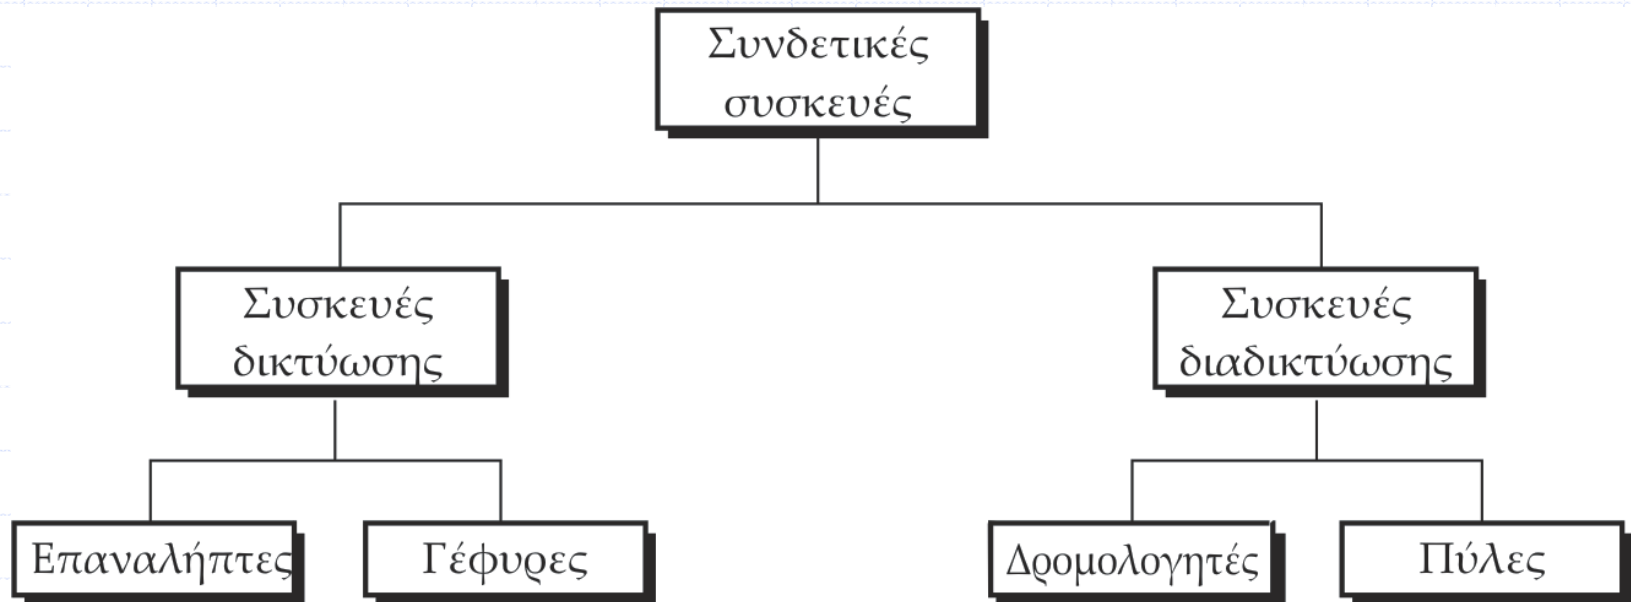 Συνδετικές
συσκευές
Συσκευές
δικτύωσης
Συσκευές
διαδικτύωσης
Επαναλήπτες
Γέφυρες
Δρομολογητές
Πύλες